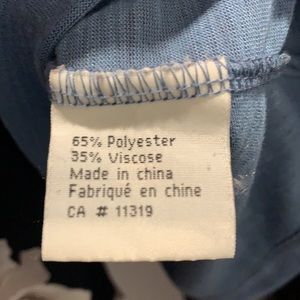 65% Polyester
35% Viscose
Made in china
Fabriqué en chine
CA # 11319